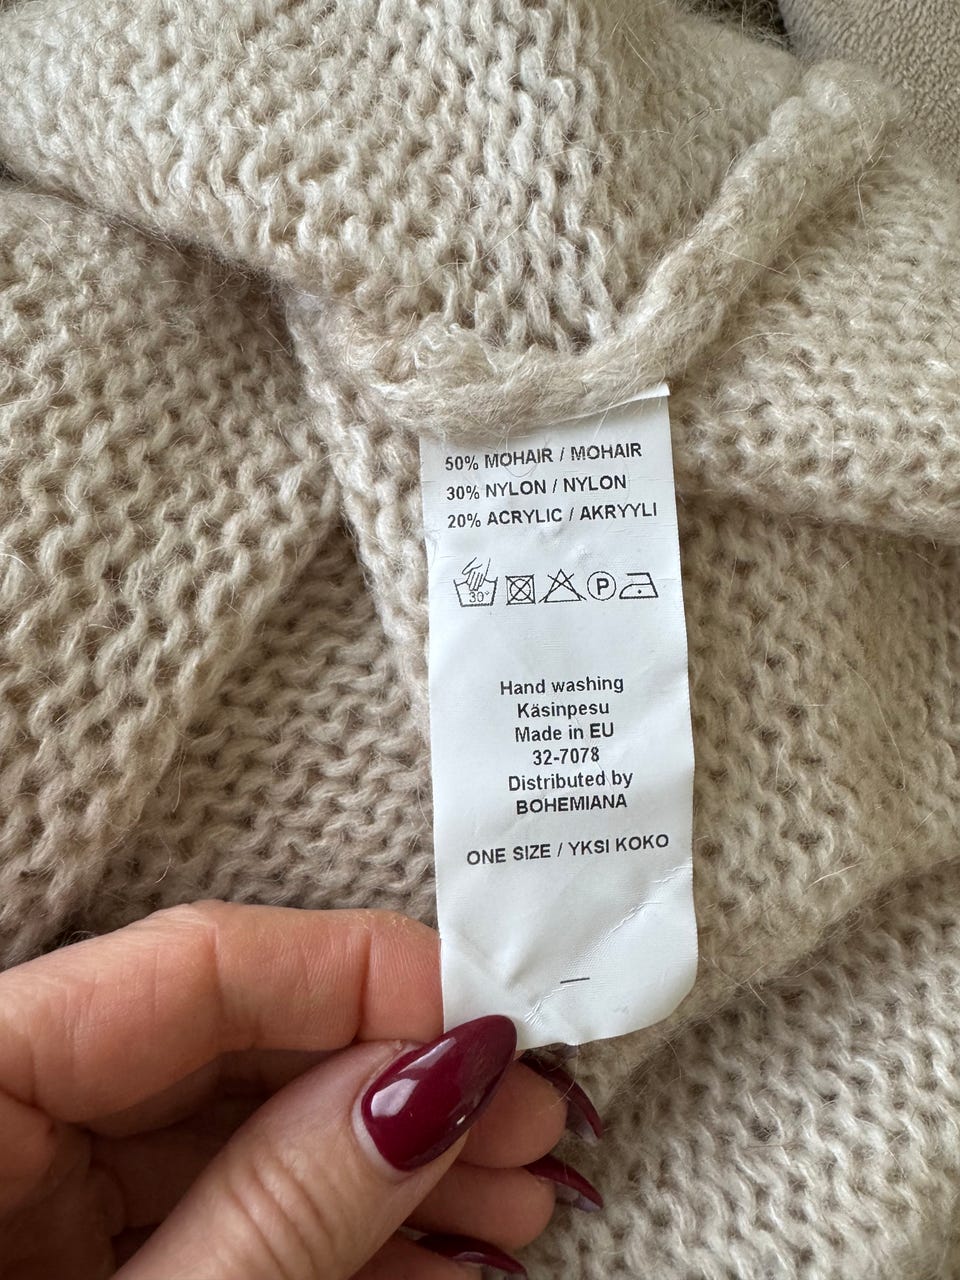 50% MOHAIR / MOHAIR
30% NYLON / NYLON
20% ACRYLIC / AKRYYLI
30° P
Hand washing
Käsinpesu
Made in EU
32-7078
Distributed by
BOHEMIANA
ONE SIZE / YKSI KOKO